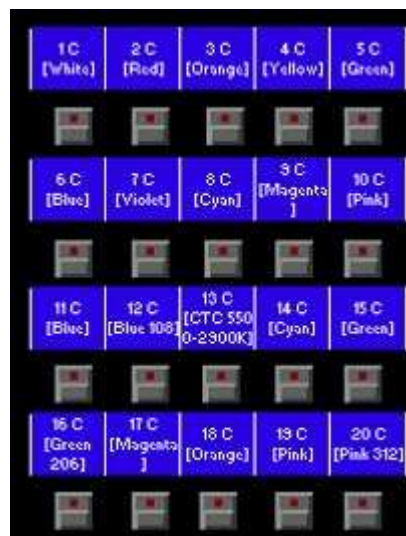 1 C 2 C 3 C 4 C 5 C
[White] [Red] [Orange] [Yellow] [Green]
6 C 7 C 8 C 9 C 10 C
[Blue] [Violet] [Cyan] [Magenta
] [Pink]
11 C 12 C 13 C 14 C 15 C
[Blue] [Blue 108] [CTC 550
0-2900K] [Cyan] [Green]
16 C 17 C 18 C 19 C 20 C
[Green
206] [Magenta
] [Orange] [Pink] [Pink 312]